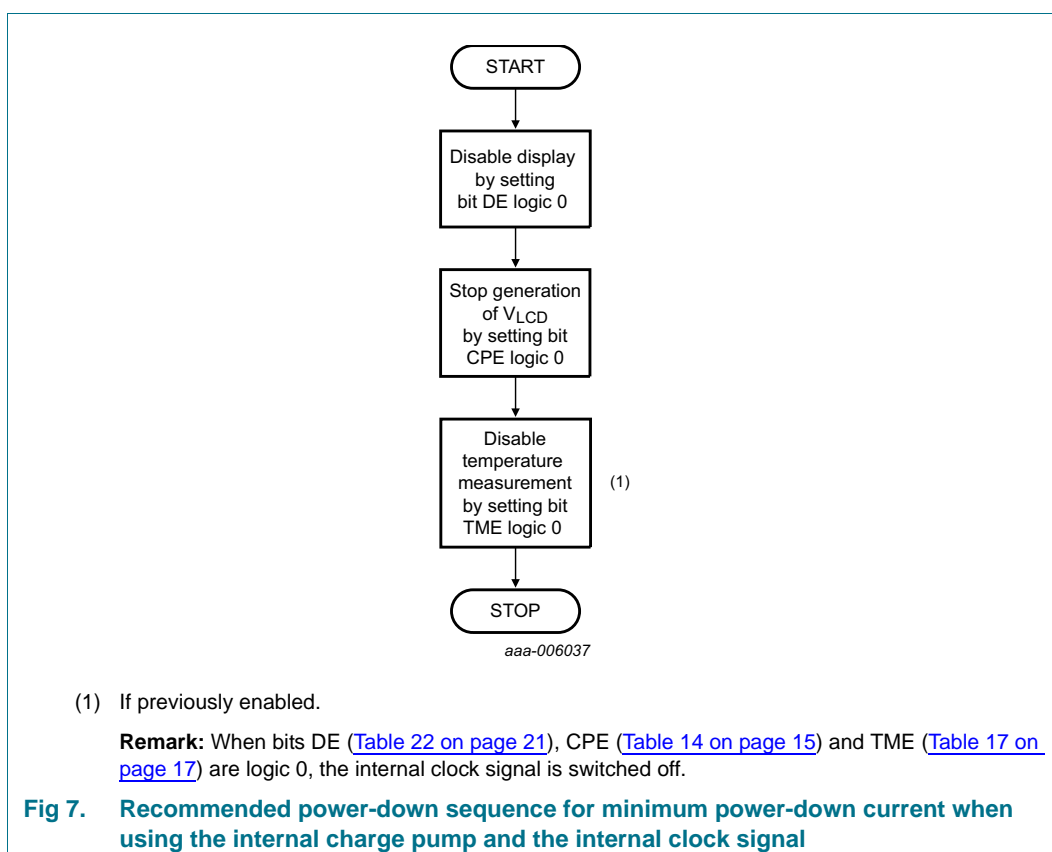 START
Disable display
by setting
bit DE logic 0
Stop generation
of VLCD
by setting bit
CPE logic 0
Disable
temperature
measurement
by setting bit
TME logic 0
(1)
STOP
aaa-006037
(1) If previously enabled.
Remark: When bits DE (Table 22 on page 21), CPE (Table 14 on page 15) and TME (Table 17 on
page 17) are logic 0, the internal clock signal is switched off.
Fig 7. Recommended power-down sequence for minimum power-down current when
using the internal charge pump and the internal clock signal